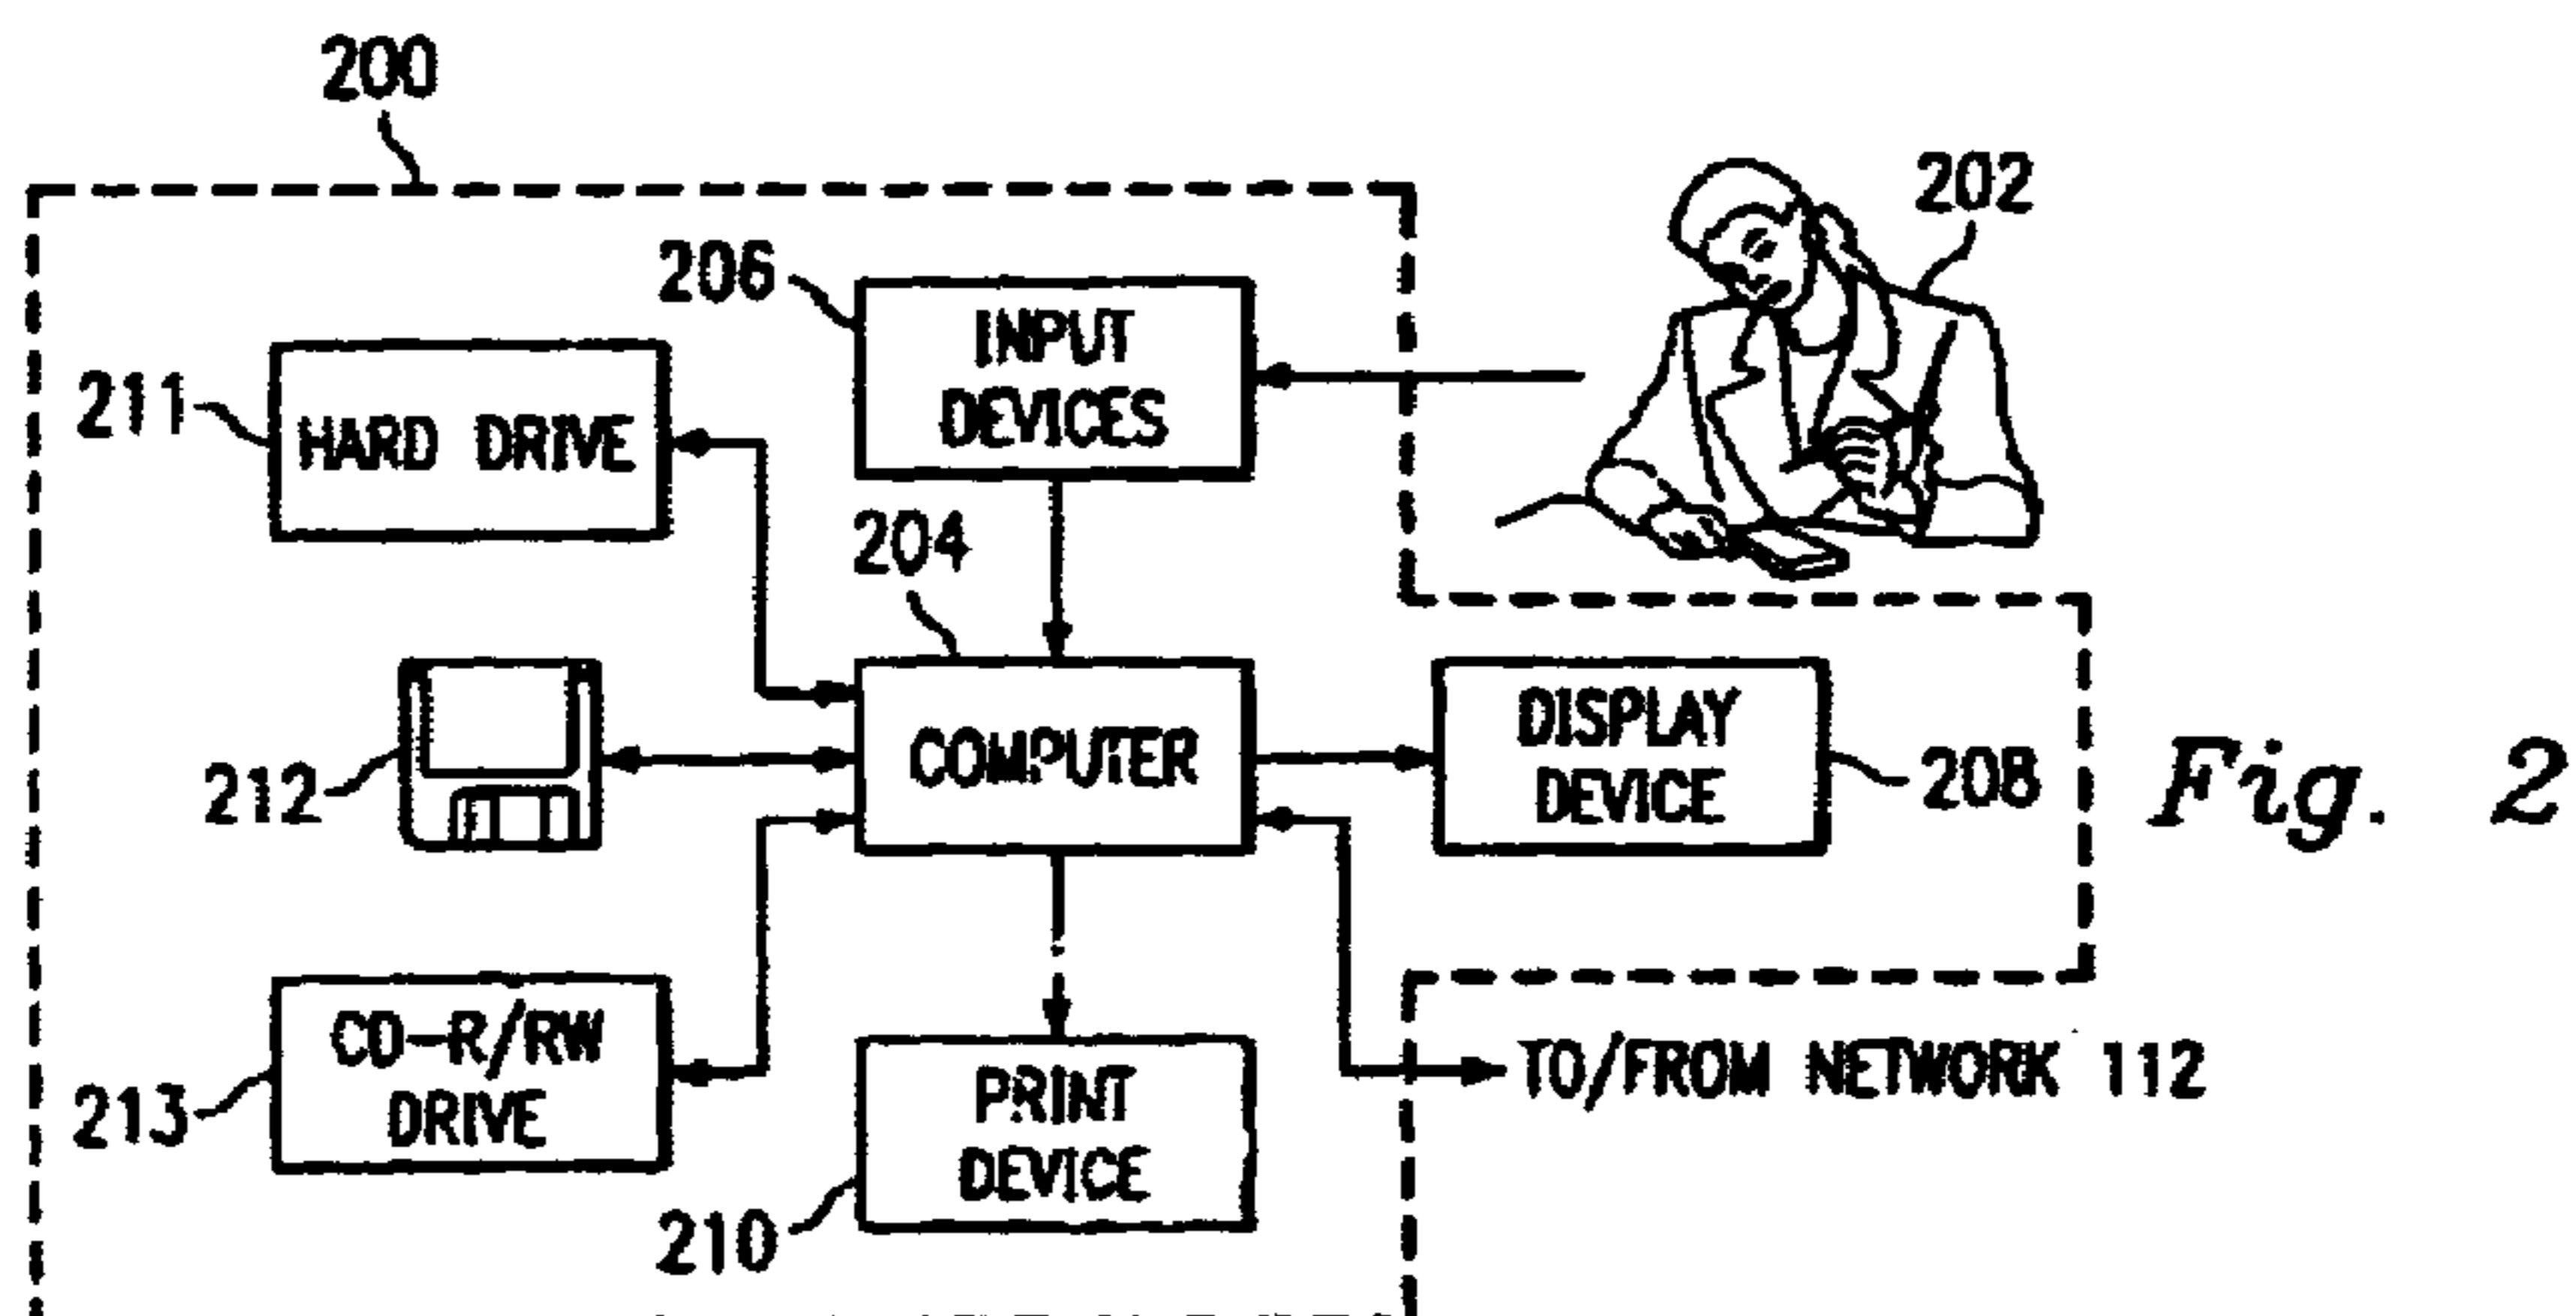 200
202
206
INPUT
DEVICES
211
HARD DRIVE
204
212
COMPUTER
DISPLAY
DEVICE
208
Fig. 2
213
CD-R/RW
DRIVE
PRINT
DEVICE
210
TO/FROM NETWORK 112